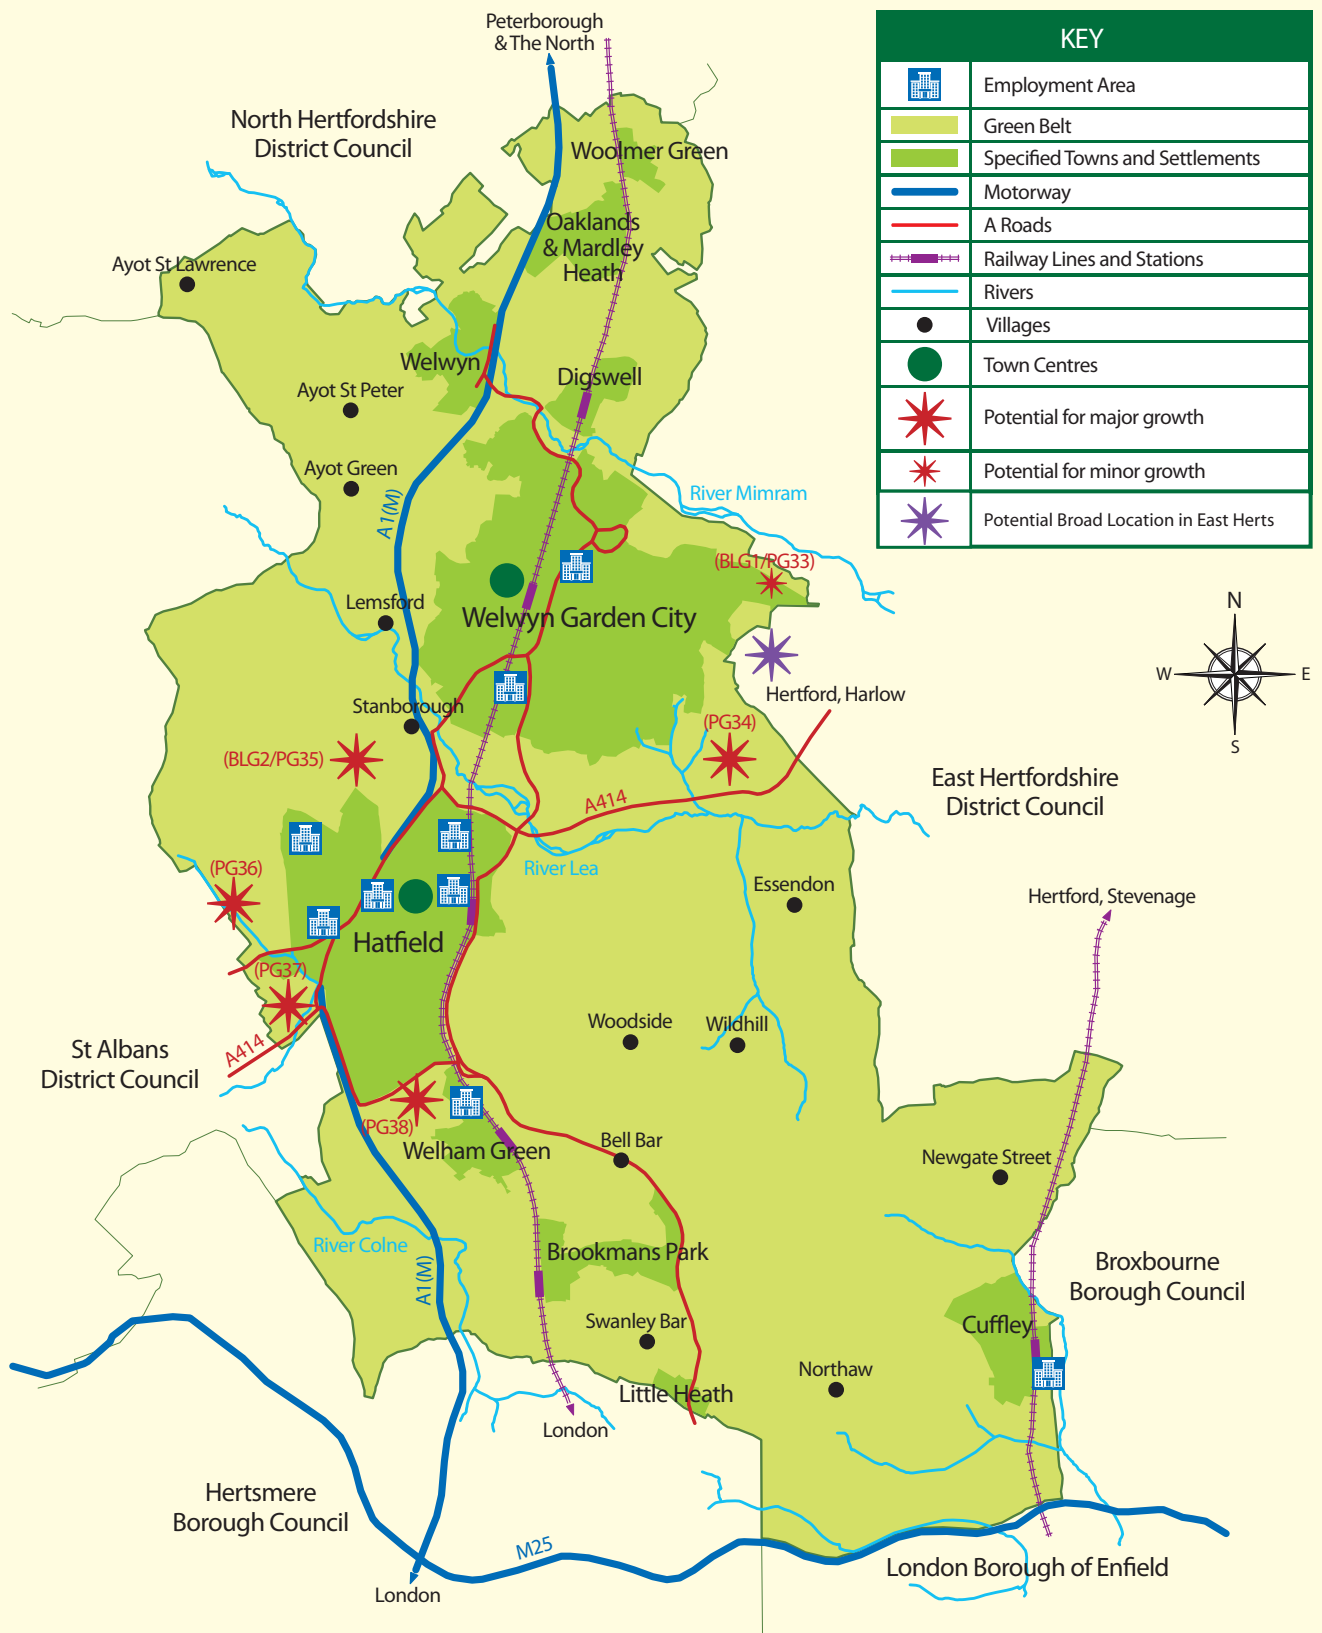 Peterborough
& The North
KEY
Employment Area
Green Belt
Specified Towns and Settlements
Motorway
A Roads
Railway Lines and Stations
Rivers
Villages
Town Centres
Potential for major growth
Potential for minor growth
Potential Broad Location in East Herts
North Hertfordshire
District Council
Woolmer Green
Oaklands
& Mardley
Heath
Ayot St Lawrence
Welwyn
Digswell
Ayot St Peter
Ayot Green
A1(M)
River Mimram
(BLG1/PG33)
Lemsford
Welwyn Garden City
N
W
E
S
Hertford, Harlow
Stanborough
(PG34)
(BLG2/PG35)
East Hertfordshire
District Council
A414
River Lea
(PG36)
Essendon
Hertford, Stevenage
Hatfield
(PG37)
Woodside
Wildhill
St Albans
District Council
A414
(PG38)
Welham Green
Bell Bar
Newgate Street
River Colne
A1(M)
Brookmans Park
Broxbourne
Borough Council
Swanley Bar
Cuffley
Northaw
Little Heath
London
Hertsmere
Borough Council
M25
London Borough of Enfield
London